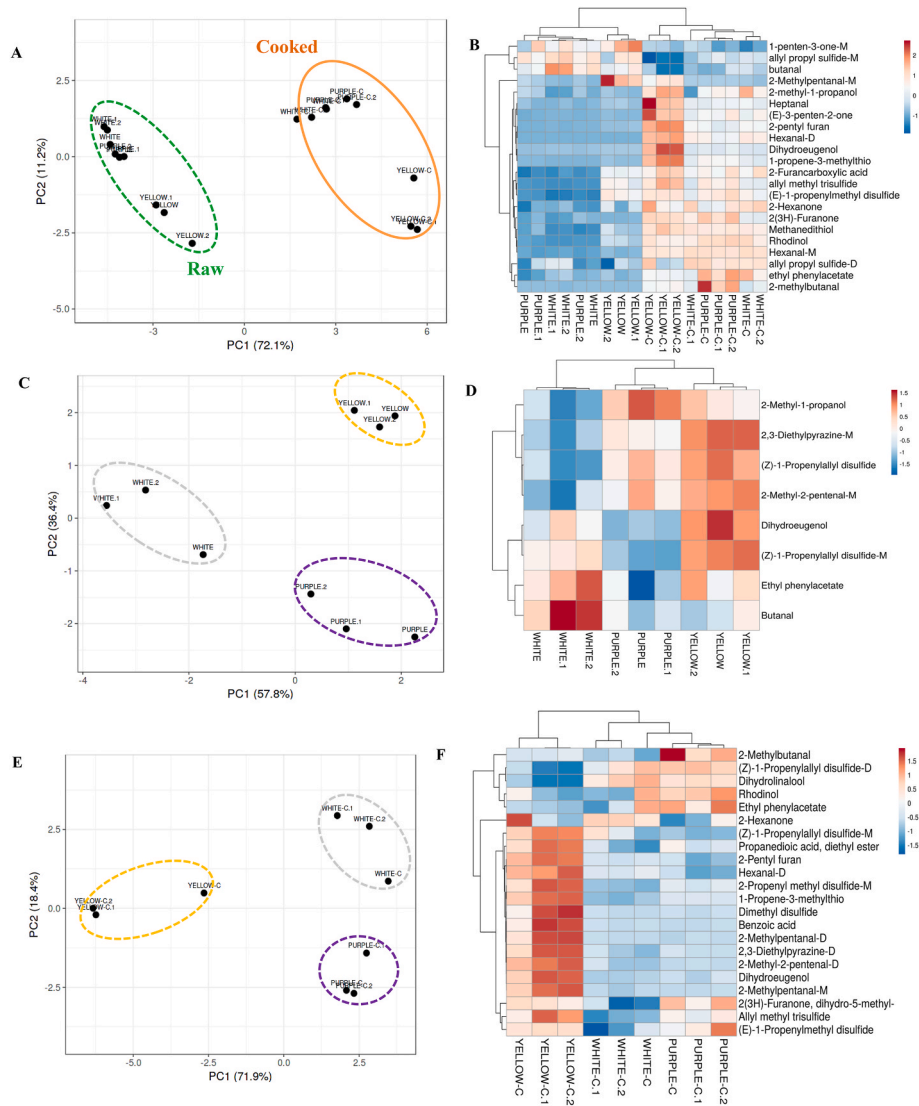 A
Cooked
PURPLE-C.2
YELLOW-C
YELLOW-C.1
WHITE.1
WHITE.2
WHITE
PURPLE.1
YELLOW.1
YELLOW
YELLOW.2
Raw
2.5
0.0
-2.5
-5.0
PC2 (11.2%)
-3
0
3
6
PC1 (72.1%)
B
1-penten-3-one-M
allyl propyl sulfide-M
butanal
2-Methylpentanal-M
2-methyl-1-propanol
Heptanal
(E)-3-penten-2-one
2-pentyl furan
Hexanal-D
Dihydroeugenol
1-propene-3-methylthio
2-Furancarboxylic acid
allyl methyl trisulfide
(E)-1-propenylmethyl disulfide
2-Hexanone
2(3H)-Furanone
Methanedithiol
Rhodinol
Hexanal-M
allyl propyl sulfide-D
ethyl phenylacetate
2-methylbutanal
2
1
0
-1
PURPLE
PURPLE.1
WHITE.1
WHITE.2
PURPLE.2
WHITE
YELLOW.2
YELLOW
YELLOW.1
YELLOW-C
YELLOW-C.1
YELLOW-C.2
WHITE-C.1
PURPLE-C
PURPLE-C.1
PURPLE-C.2
WHITE-C
WHITE-C.2
C
YELLOW.1
YELLOW
YELLOW.2
WHITE.2
WHITE.1
WHITE
PURPLE.2
PURPLE.1
PURPLE
2
1
0
-1
-2
PC2 (36.4%)
-4
-2
0
2
PC1 (57.8%)
D
2-Methyl-1-propanol
2,3-Diethylpyrazine-M
(Z)-1-Propenylallyl disulfide
2-Methyl-2-pentenal-M
Dihydroeugenol
(Z)-1-Propenylallyl disulfide-M
Ethyl phenylacetate
Butanal
1.5
1
0.5
0
-0.5
-1
-1.5
WHITE
WHITE.1
WHITE.2
PURPLE.2
PURPLE
PURPLE.1
YELLOW.2
YELLOW
YELLOW.1
E
WHITE-C.1
WHITE-C.2
WHITE-C
YELLOW-C
YELLOW-C.2
YELLOW-C.1
PURPLE-C.1
PURPLE-C
PURPLE-C.2
2.5
0.0
-2.5
PC2 (18.4%)
-5.0
-2.5
0.0
2.5
PC1 (71.9%)
F
2-Methylbutanal
(Z)-1-Propenylallyl disulfide-D
Dihydrolinalool
Rhodinol
Ethyl phenylacetate
2-Hexanone
(Z)-1-Propenylallyl disulfide-M
Propanedioic acid, diethyl ester
2-Pentyl furan
Hexanal-D
2-Propenyl methyl disulfide-M
1-Propene-3-methylthio
Dimethyl disulfide
Benzoic acid
2-Methylpentanal-D
2,3-Diethylpyrazine-D
2-Methyl-2-pentenal-D
Dihydroeugenol
2-Methylpentanal-M
2(3H)-Furanone, dihydro-5-methyl-
Allyl methyl trisulfide
(E)-1-Propenylmethyl disulfide
1.5
1
0.5
0
-0.5
-1
-1.5
YELLOW-C
YELLOW-C.1
YELLOW-C.2
WHITE-C.1
WHITE-C.2
WHITE-C
PURPLE-C
PURPLE-C.1
PURPLE-C.2